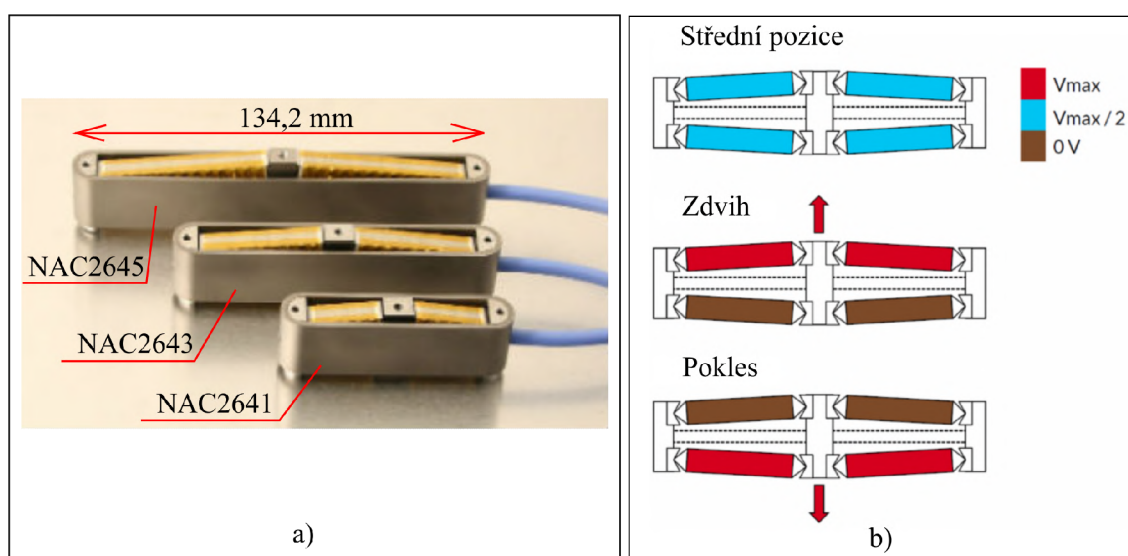 134,2 mm
NAC2645
NAC2643
NAC2641
a)
Střední pozice
Vmax
Vmax / 2
0 V
Zdvih
Pokles
b)